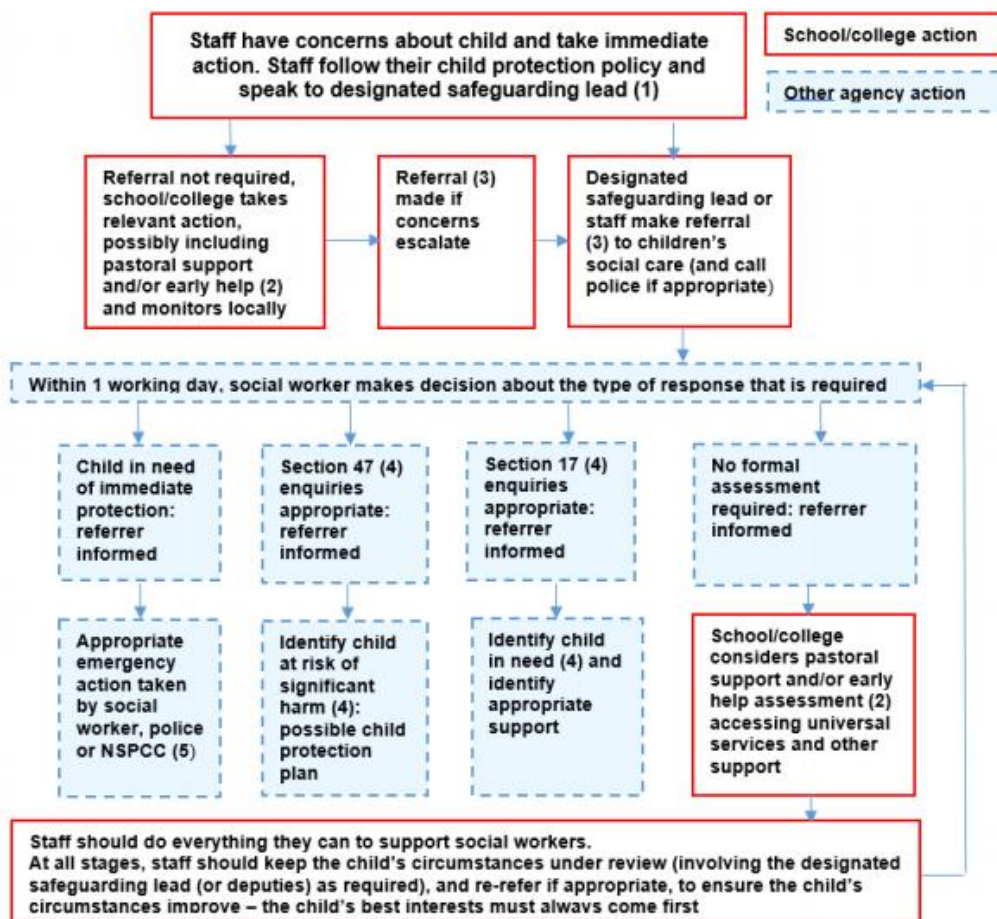 Staff have concerns about child and take immediate
action. Staff follow their child protection policy and
speak to designated safeguarding lead (1)
School/college action
Other agency action
Referral not required,
school/college takes
relevant action,
possibly including
pastoral support
and/or early help (2)
and monitors locally
Referral (3)
made if
concerns
escalate
Designated
safeguarding lead or
staff make referral
(3) to children's
social care (and call
police if appropriate)
Within 1 working day, social worker makes decision about the type of response that is required
Child in need
of immediate
protection:
referrer
informed
Section 47 (4)
enquiries
appropriate:
referrer
informed
Section 17 (4)
enquiries
appropriate:
referrer
informed
No formal
assessment
required: referrer
informed
Appropriate
emergency
action taken
by social
worker, police
or NSPCC (5)
Identify child
at risk of
significant
harm (4):
possible child
protection
plan
Identify child
in need (4) and
identify
appropriate
support
School/college
considers pastoral
support and/or early
help assessment (2)
accessing universal
services and other
support
Staff should do everything they can to support social workers.
At all stages, staff should keep the child's circumstances under review (involving the designated
safeguarding lead (or deputies) as required), and re-refer if appropriate, to ensure the child's
circumstances improve – the child's best interests must always come first